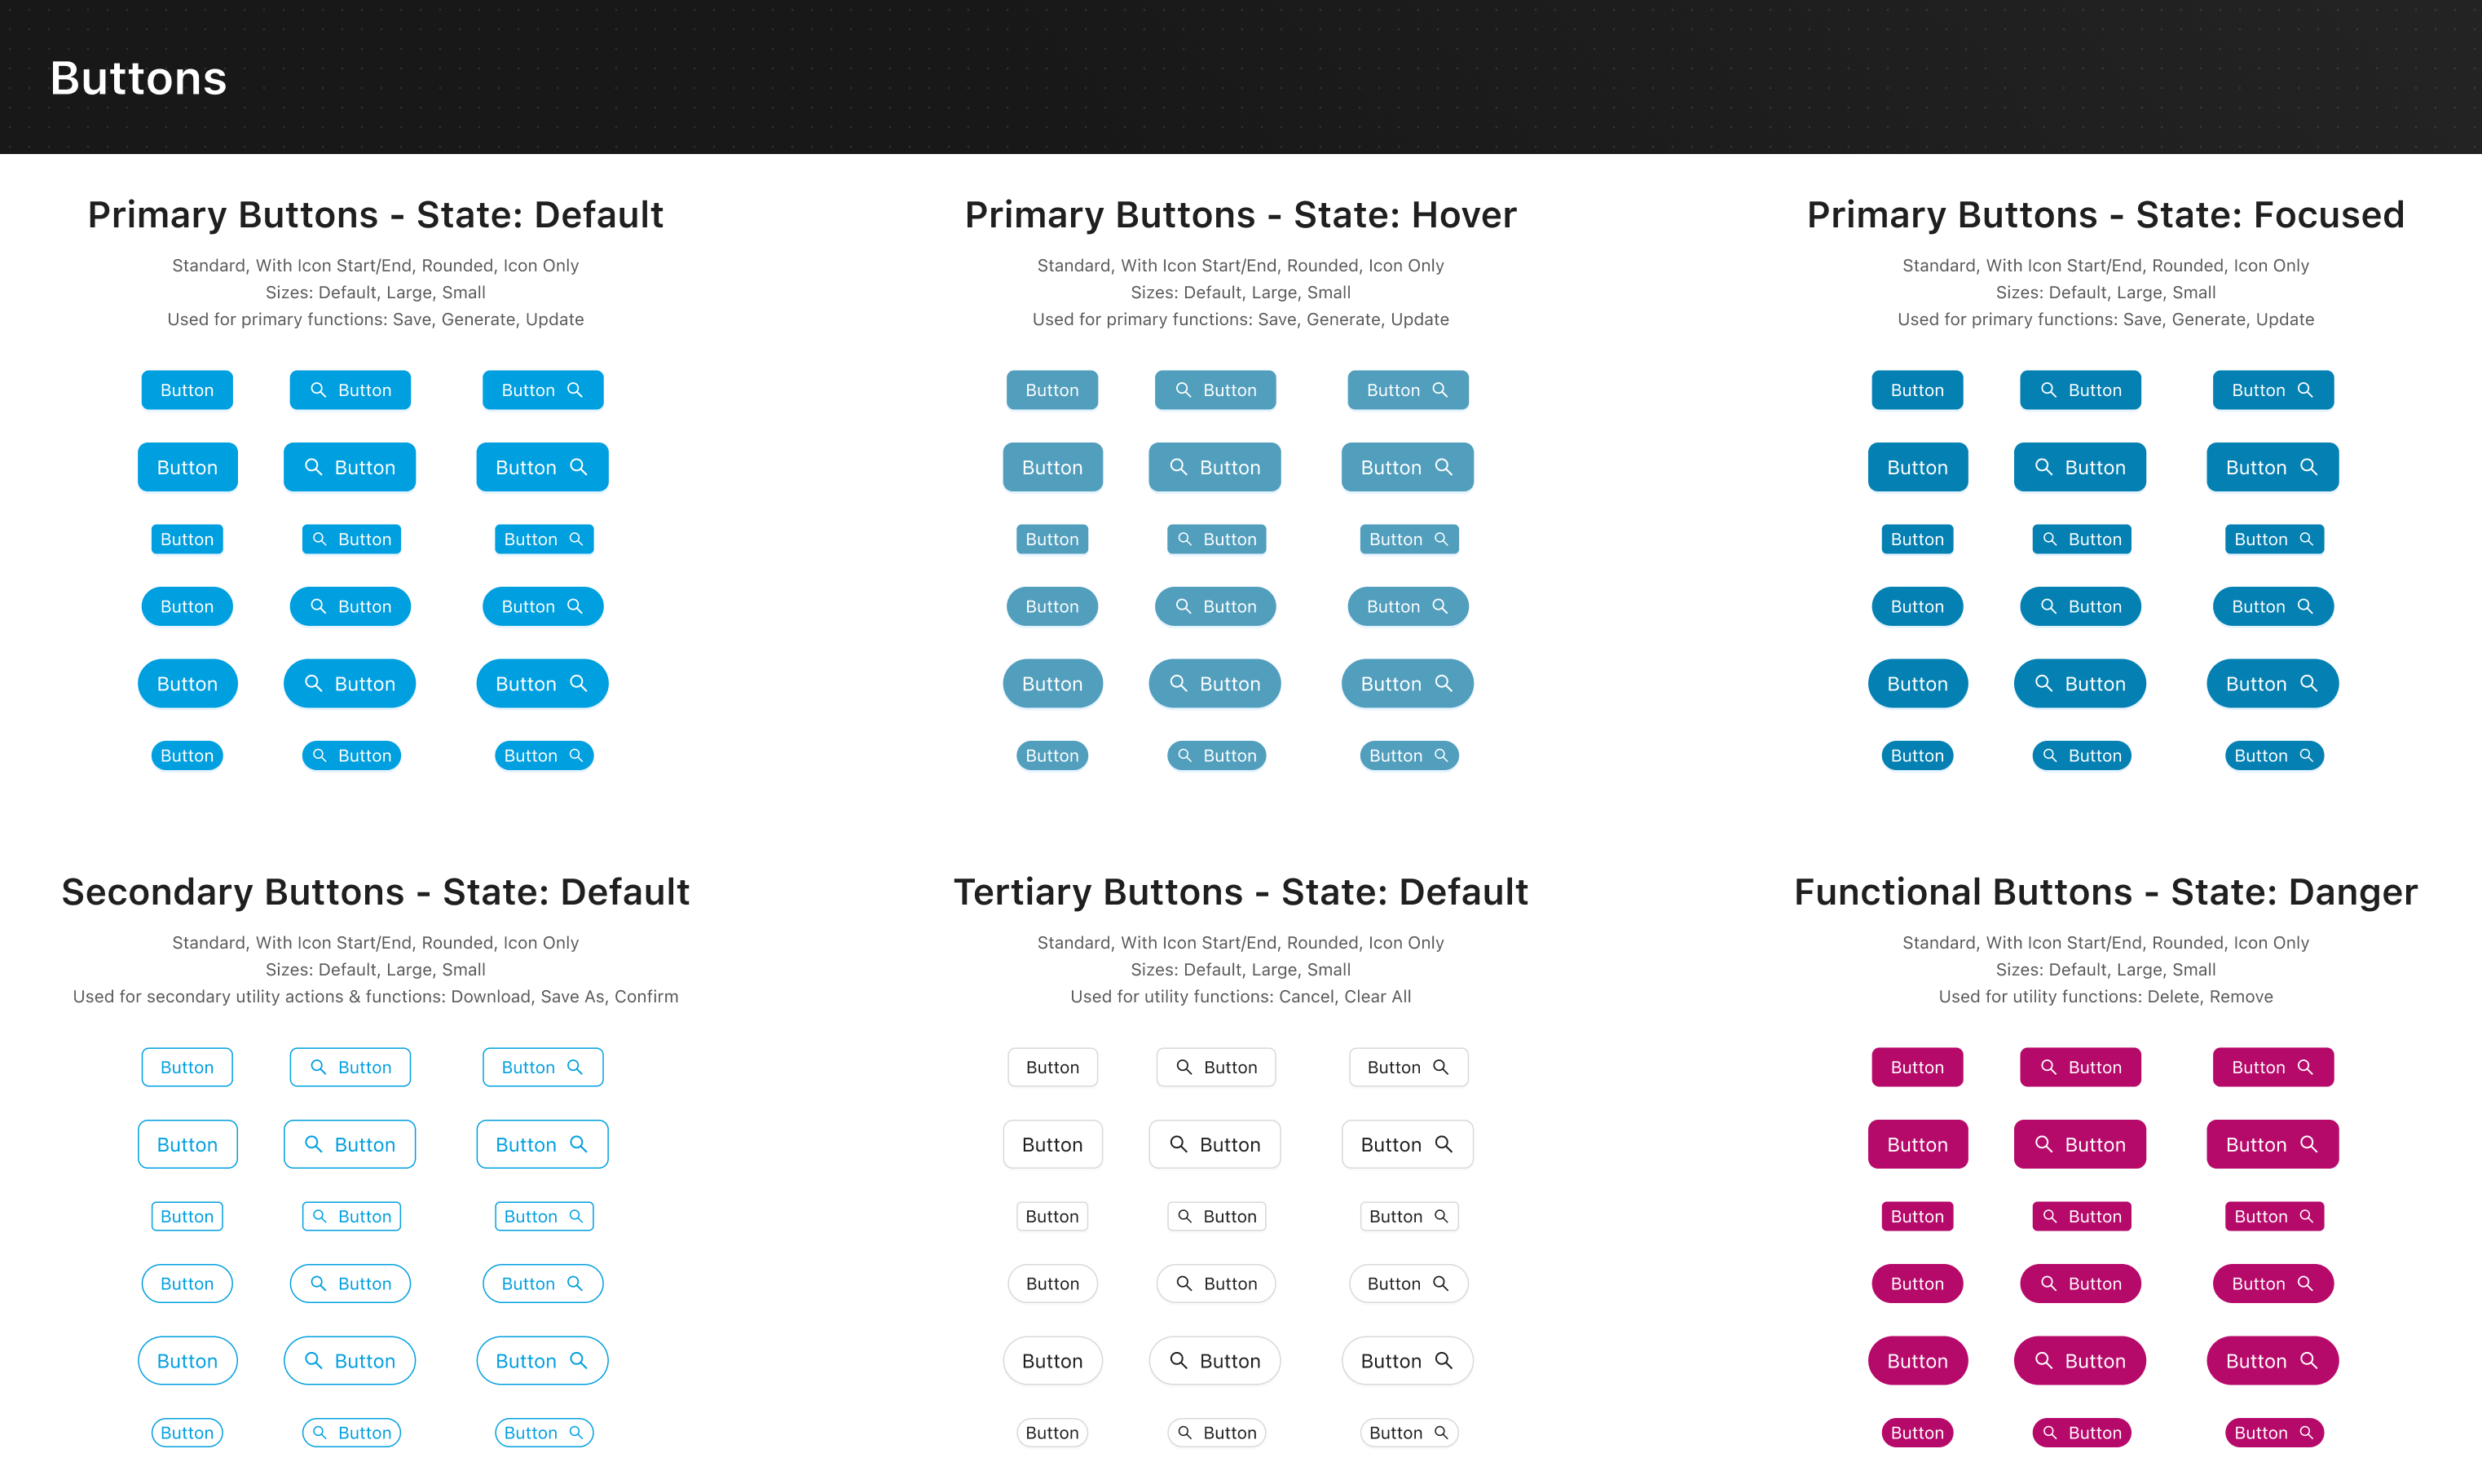 Buttons
Primary Buttons - State: Default
Standard, With Icon Start/End, Rounded, Icon Only
Sizes: Default, Large, Small
Used for primary functions: Save, Generate, Update
Button Button Button
Button Button Button
Button Button Button
Button Button Button
Button Button Button
Button Button Button
Primary Buttons - State: Hover
Standard, With Icon Start/End, Rounded, Icon Only
Sizes: Default, Large, Small
Used for primary functions: Save, Generate, Update
Button Button Button
Button Button Button
Button Button Button
Button Button Button
Button Button Button
Button Button Button
Primary Buttons - State: Focused
Standard, With Icon Start/End, Rounded, Icon Only
Sizes: Default, Large, Small
Used for primary functions: Save, Generate, Update
Button Button Button
Button Button Button
Button Button Button
Button Button Button
Button Button Button
Button Button Button
Secondary Buttons - State: Default
Standard, With Icon Start/End, Rounded, Icon Only
Sizes: Default, Large, Small
Used for secondary utility actions & functions: Download, Save As, Confirm
Button Button Button
Button Button Button
Button Button Button
Button Button Button
Button Button Button
Button Button Button
Tertiary Buttons - State: Default
Standard, With Icon Start/End, Rounded, Icon Only
Sizes: Default, Large, Small
Used for utility functions: Cancel, Clear All
Button Button Button
Button Button Button
Button Button Button
Button Button Button
Button Button Button
Button Button Button
Functional Buttons - State: Danger
Standard, With Icon Start/End, Rounded, Icon Only
Sizes: Default, Large, Small
Used for utility functions: Delete, Remove
Button Button Button
Button Button Button
Button Button Button
Button Button Button
Button Button Button
Button Button Button